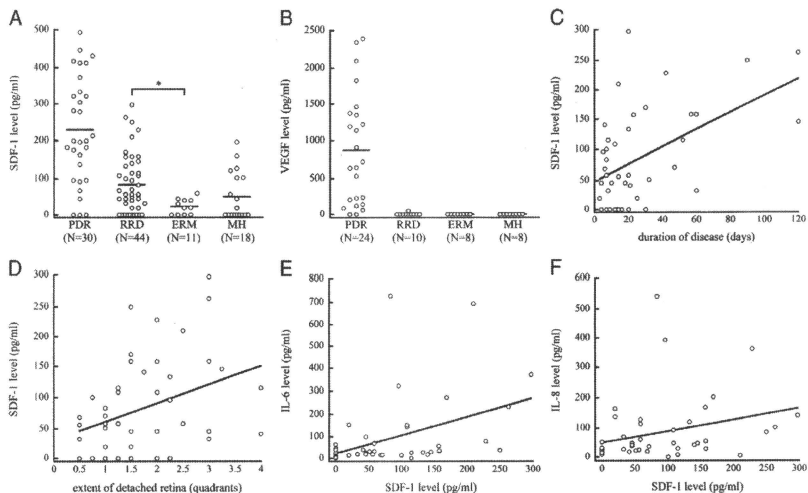 A
SDF-1 level (pg/ml)
500
400
300
200
100
0
*
PDR RRD ERM MH
(N=30) (N=44) (N=11) (N=18)
B
VEGF level (pg/ml)
2500
2000
1500
1000
500
0
PDR RRD ERM MH
(N=24) (N=10) (N=8) (N=8)
C
SDF-1 level (pg/ml)
300
250
200
150
100
50
0
0 20 40 60 80 100 120
duration of disease (days)
D
SDF-1 level (pg/ml)
300
250
200
150
100
50
0
0 0.5 1 1.5 2 2.5 3 3.5 4
extent of detached retina (quadrants)
E
IL-6 level (pg/ml)
800
600
400
300
200
100
0
0 50 100 150 200 250 300
SDF-1 level (pg/ml)
F
IL-8 level (pg/ml)
600
500
400
300
200
100
0
0 50 100 150 200 250 300
SDF-1 level (pg/ml)